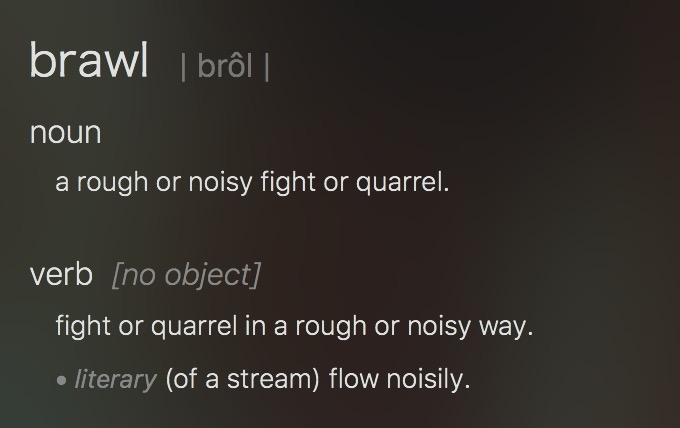 brawl | brôl |
noun
a rough or noisy fight or quarrel.
verb [no object]
fight or quarrel in a rough or noisy way.
• literary (of a stream) flow noisily.